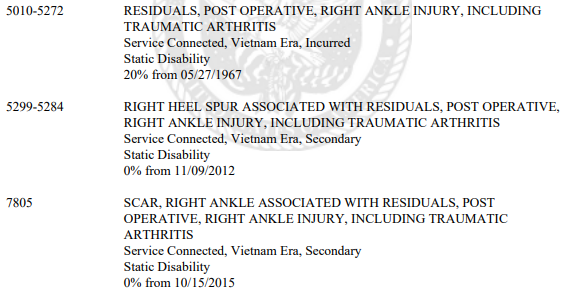 5010-5272 RESIDUALS, POST OPERATIVE, RIGHT ANKLE INJURY, INCLUDING
TRAUMATIC ARTHRITIS
Service Connected, Vietnam Era, Incurred
Static Disability
20% from 05/27/1967
5299-5284 RIGHT HEEL SPUR ASSOCIATED WITH RESIDUALS, POST OPERATIVE,
RIGHT ANKLE INJURY, INCLUDING TRAUMATIC ARTHRITIS
Service Connected, Vietnam Era, Secondary
Static Disability
0% from 11/09/2012
7805 SCAR, RIGHT ANKLE ASSOCIATED WITH RESIDUALS, POST
OPERATIVE, RIGHT ANKLE INJURY, INCLUDING TRAUMATIC
ARTHRITIS
Service Connected, Vietnam Era, Secondary
Static Disability
0% from 10/15/2015